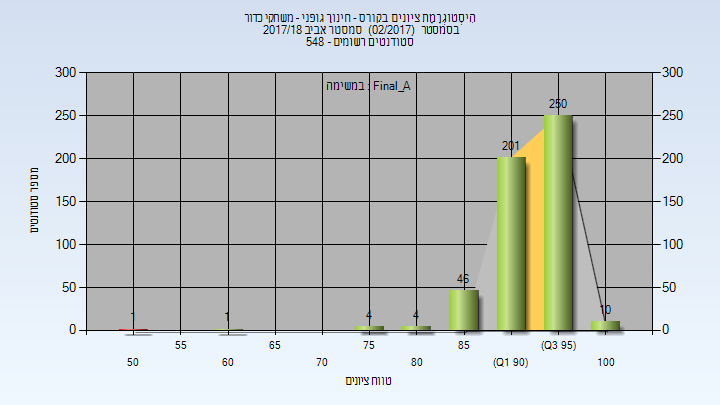 היסטוגרמת ציונים בקורס - חינוך גופני - משחקי כדור
בסמסטר (02/2017) סמסטר אביב 2017/18
סטודנטים רשומים - 548
במשימה : Final_A
300 300
250 250
200 200
150 150
100 100
50 50
0 0
מספר סטודנטים
1 1 4 4 46 201 250 10
55 65 75 85 (Q3 95)
50 60 70 80 (Q1 90) 100
טווח ציונים